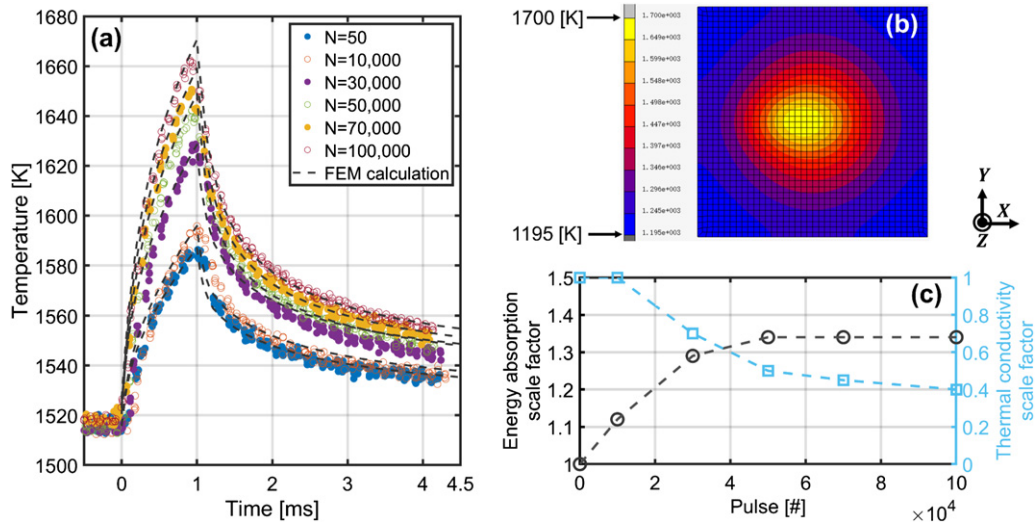 (a)
N=50
N=10,000
N=30,000
N=50,000
N=70,000
N=100,000
FEM calculation
Temperature [K]
1680
1660
1640
1620
1600
1580
1560
1540
1520
1500
0
1
2
3
4
4.5
Time [ms]
(b)
1700 [K]
1195 [K]
1.700e+003
1.649e+003
1.599e+003
1.548e+003
1.498e+003
1.447e+003
1.397e+003
1.346e+003
1.296e+003
1.245e+003
1.195e+003
Y
X
Z
(c)
Energy absorption
scale factor
1.5
1.4
1.3
1.2
1.1
1
Thermal conductivity
scale factor
1
0.8
0.6
0.4
0.2
0
0
2
4
6
8
10
Pulse [#]
×10⁴